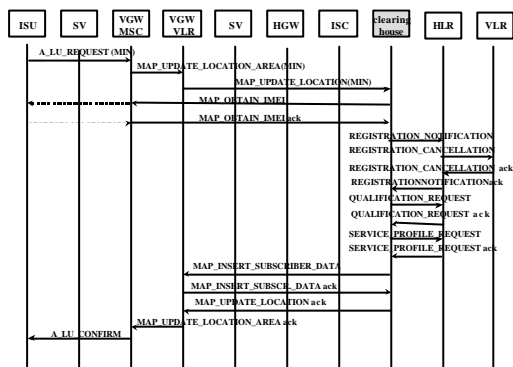 ISU
SV
VGW
MSC
VGW
VLR
SV
HGW
ISC
clearing
house
HLR
VLR
A_LU_REQUEST (MIN)
MAP_UPDATE_LOCATION_AREA(MIN)
MAP_UPDATE_LOCATION(MIN)
MAP_OBTAIN_IMEI
MAP_OBTAIN_IMEI ack
REGISTRATION_NOTIFICATION
REGISTRATION_CANCELLATION
REGISTRATION_CANCELLATION ack
REGISTRATIONNOTIFICATIONack
QUALIFICATION_REQUEST
QUALIFICATION_REQUEST ack
SERVICE_PROFILE_REQUEST
SERVICE_PROFILE_REQUEST ack
MAP_INSERT_SUBSCRIBER_DATA
MAP_INSERT_SUBSCR._DATA ack
MAP_UPDATE_LOCATION ack
MAP_UPDATE_LOCATION_AREA ack
A_LU_CONFIRM